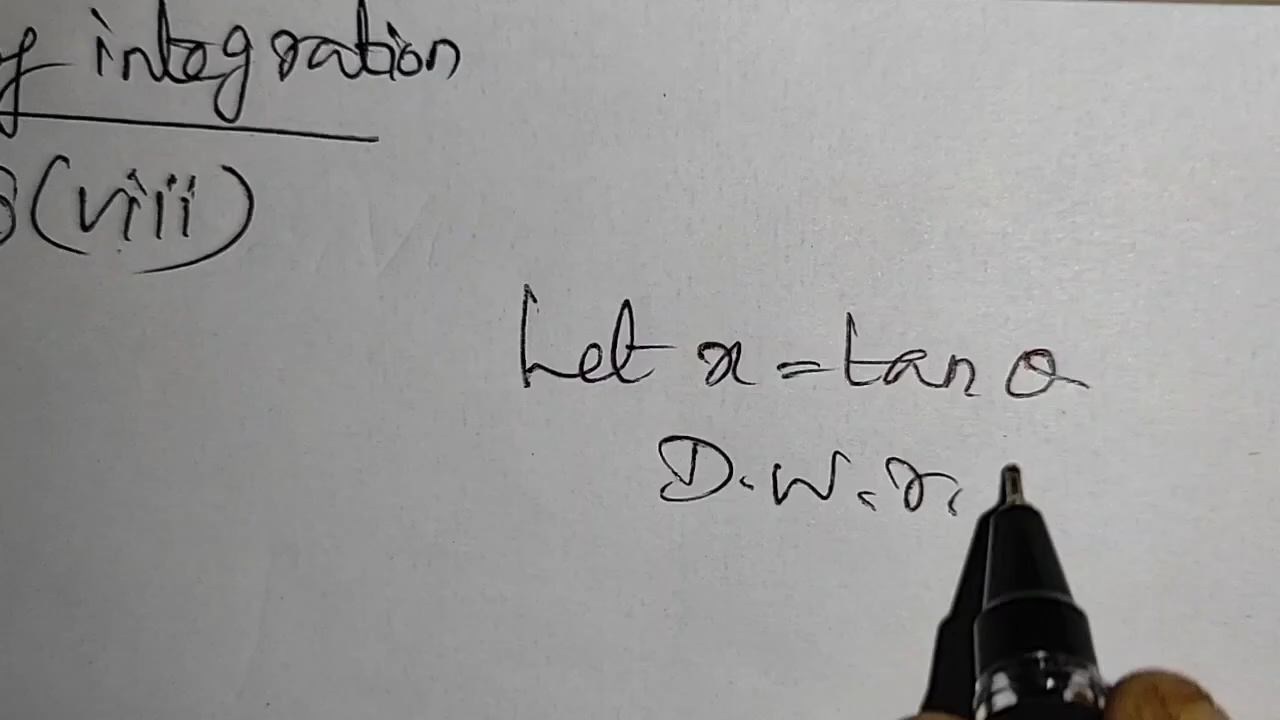 y integration
(viii)
Let x = tan θ
D.w.r.